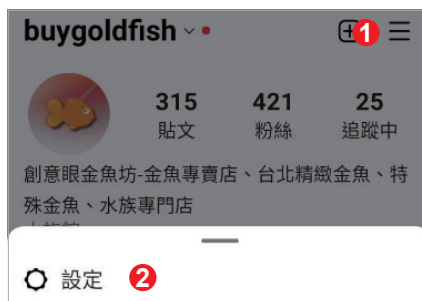 buygoldfish
1
315 421 25
貼文 粉絲 追蹤中
創意眼金魚坊-金魚專賣店、台北精緻金魚、特
殊金魚、水族專門店
設定 2